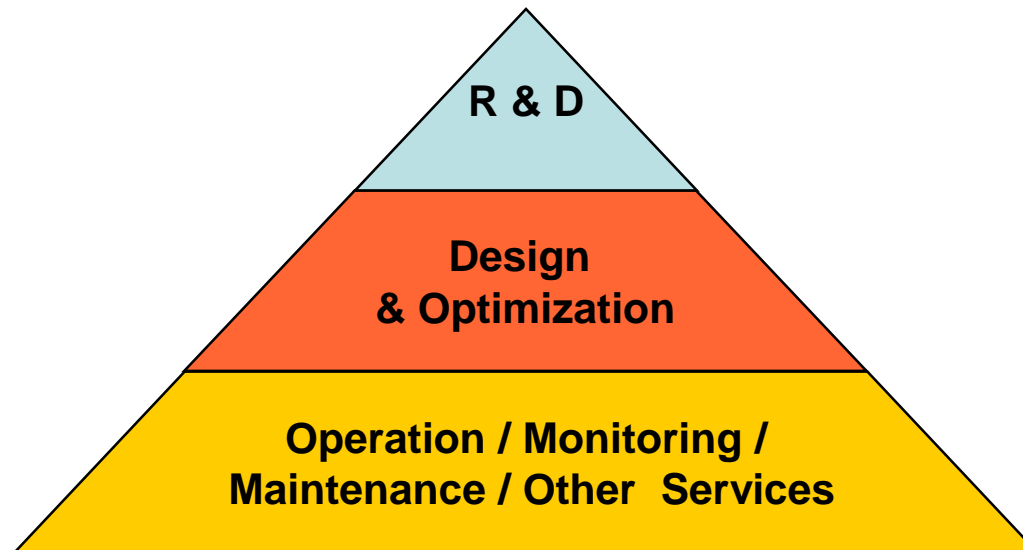 R & D
Design
& Optimization
Operation / Monitoring /
Maintenance / Other Services